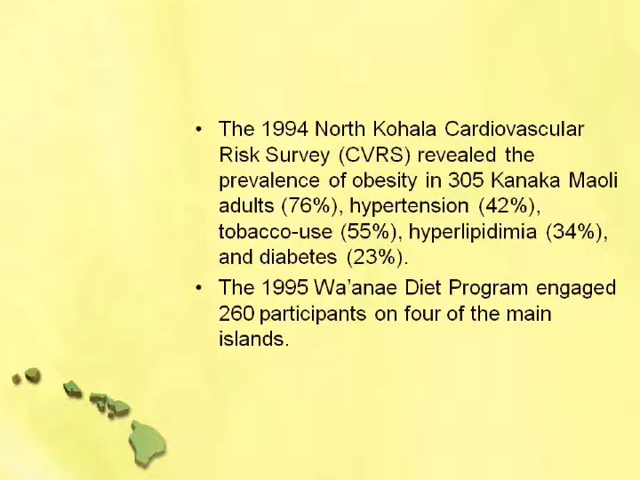 • The 1994 North Kohala Cardiovascular
Risk Survey (CVRS) revealed the
prevalence of obesity in 305 Kanaka Maoli
adults (76%), hypertension (42%),
tobacco-use (55%), hyperlipidimia (34%),
and diabetes (23%).
• The 1995 Wa’anae Diet Program engaged
260 participants on four of the main
islands.